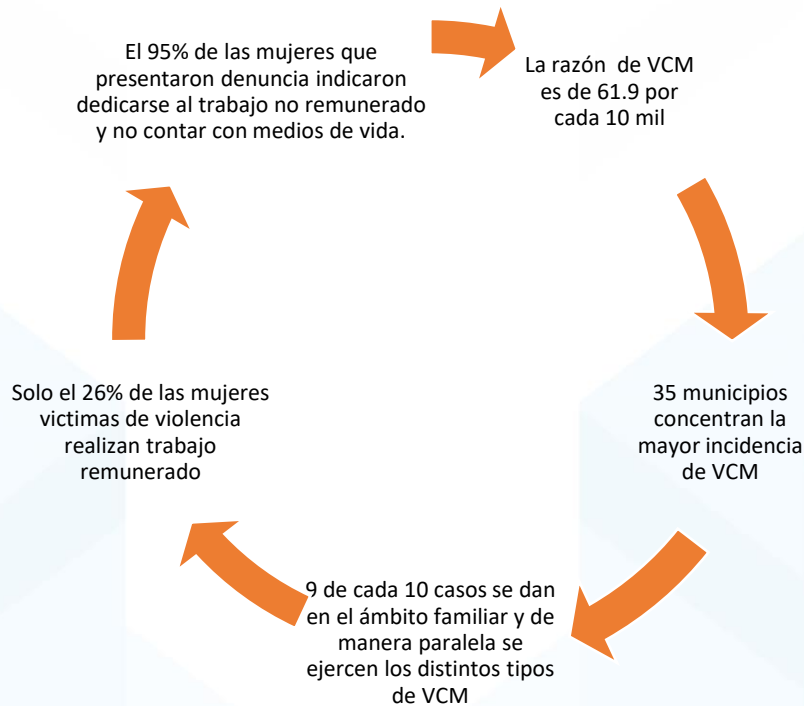 El 95% de las mujeres que
presentaron denuncia indicaron
dedicarse al trabajo no remunerado
y no contar con medios de vida.
La razón de VCM
es de 61.9 por
cada 10 mil
35 municipios
concentran la
mayor incidencia
de VCM
9 de cada 10 casos se dan
en el ámbito familiar y de
manera paralela se
ejercen los distintos tipos
de VCM
Solo el 26% de las mujeres
victimas de violencia
realizan trabajo
remunerado